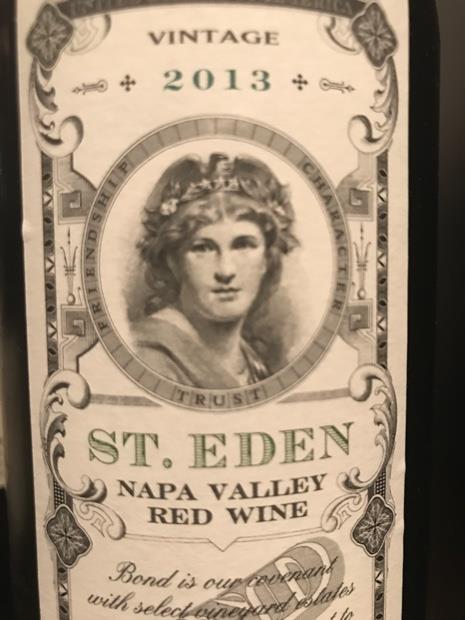 VINTAGE
2013
FRIENDSHIP
CHARACTER
TRUST
ST. EDEN
NAPA VALLEY
RED WINE
Bond is our covenant
with select vineyard estates